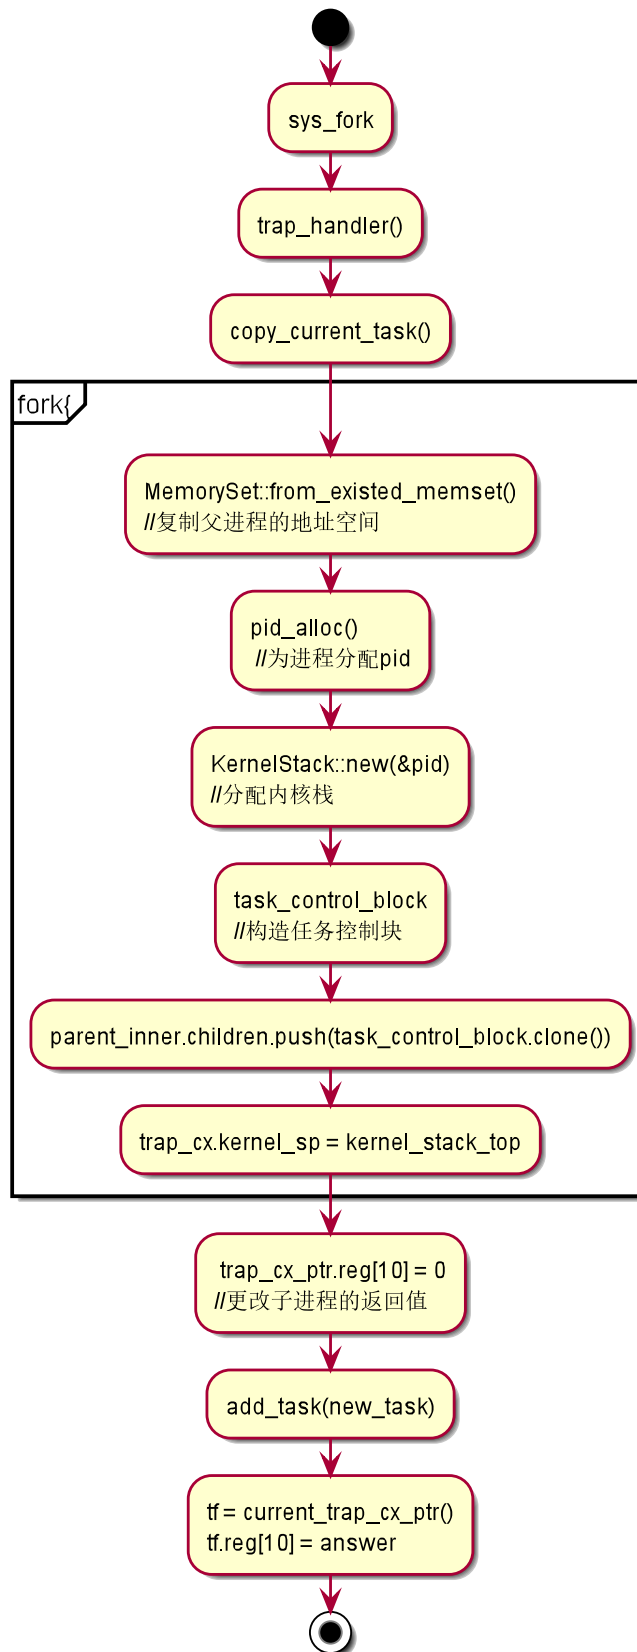 sys_fork
trap_handler()
copy_current_task()
fork{
MemorySet::from_existed_memset()
//复制父进程的地址空间
pid_alloc()
//为进程分配pid
KernelStack::new(&pid)
//分配内核栈
task_control_block
//构造任务控制块
parent_inner.children.push(task_control_block.clone())
trap_cx.kernel_sp = kernel_stack_top
trap_cx_ptr.reg[10] = 0
//更改子进程的返回值
add_task(new_task)
tf = current_trap_cx_ptr()
tf.reg[10] = answer